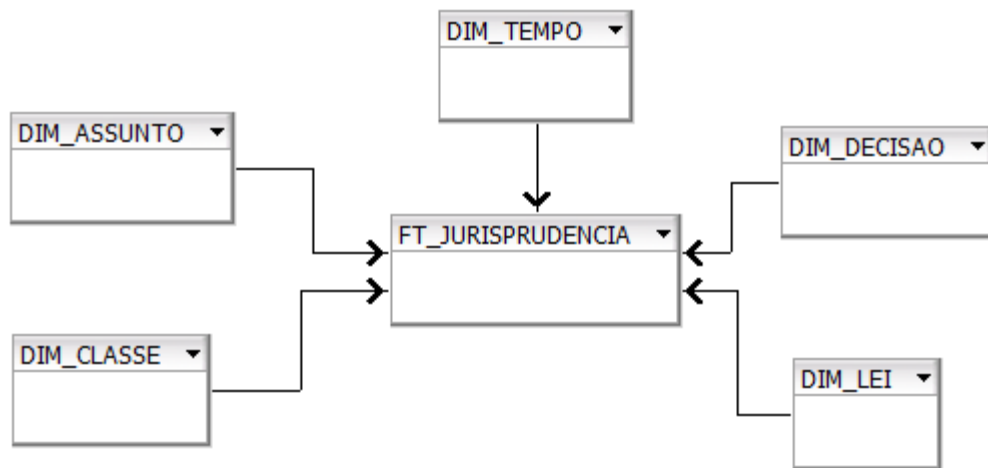 DIM_TEMPO
DIM_ASSUNTO
DIM_DECISAO
FT_JURISPRUDENCIA
DIM_CLASSE
DIM_LEI